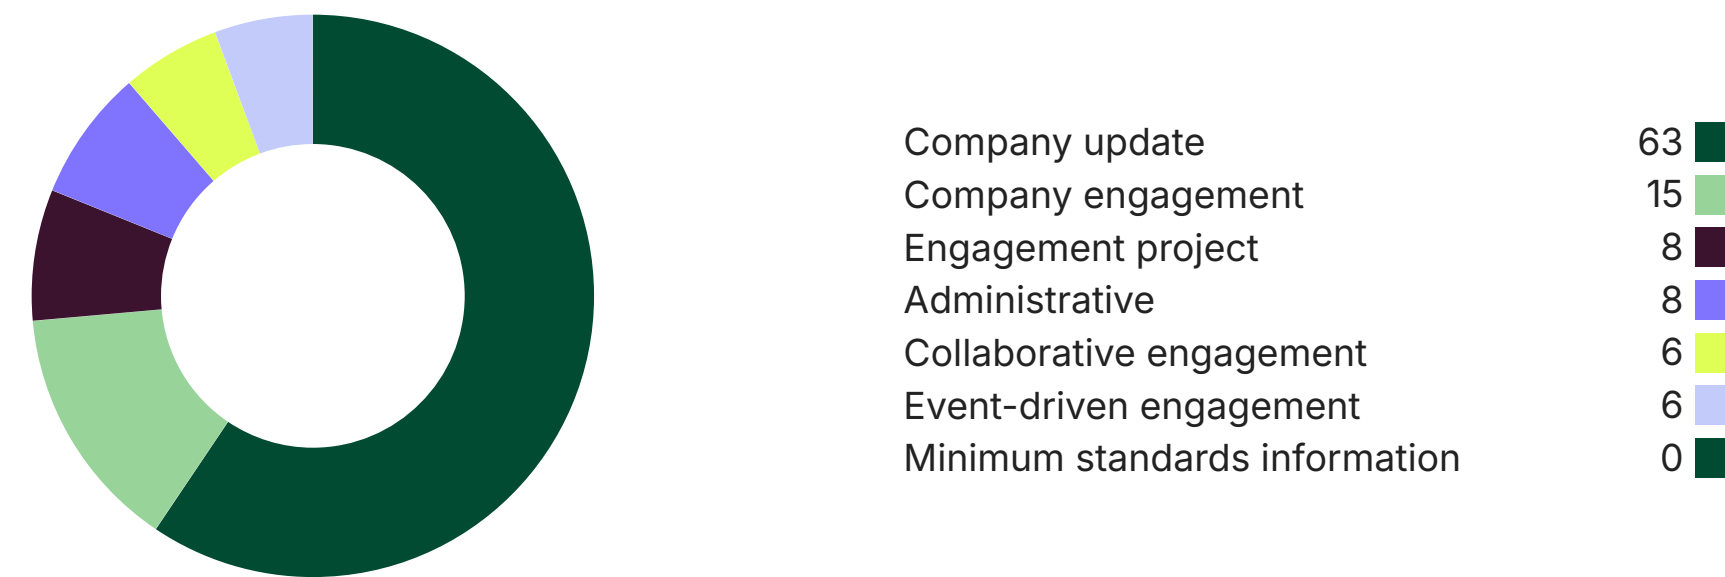 Company update 63
Company engagement 15
Engagement project 8
Administrative 8
Collaborative engagement 6
Event-driven engagement 6
Minimum standards information 0